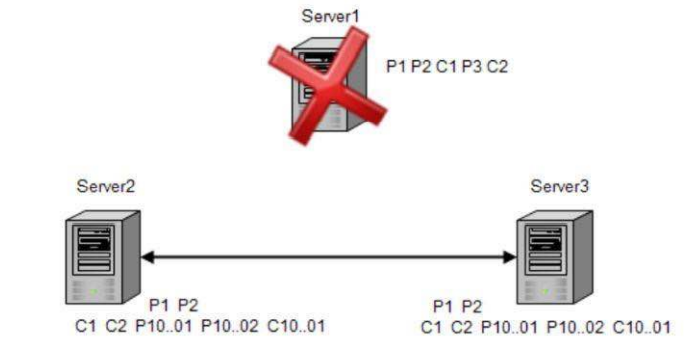 Server1
P1 P2 C1 P3 C2
Server2
Server3
P1 P2
C1 C2 P10..01 P10..02 C10..01
P1 P2
C1 C2 P10..01 P10..02 C10..01